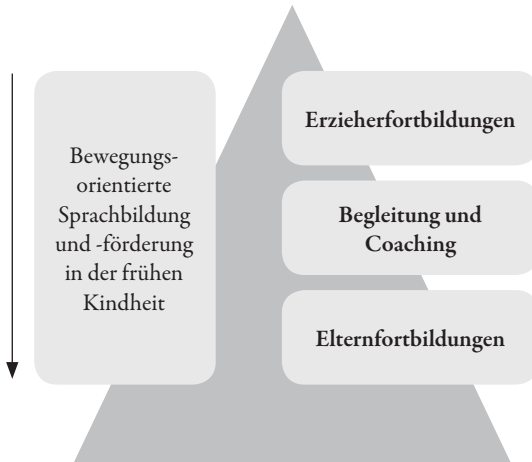 Bewegungs-
orientierte
Sprachbildung
und -förderung
in der frühen
Kindheit
Erzieherfortbildungen
Begleitung und
Coaching
Elternfortbildungen